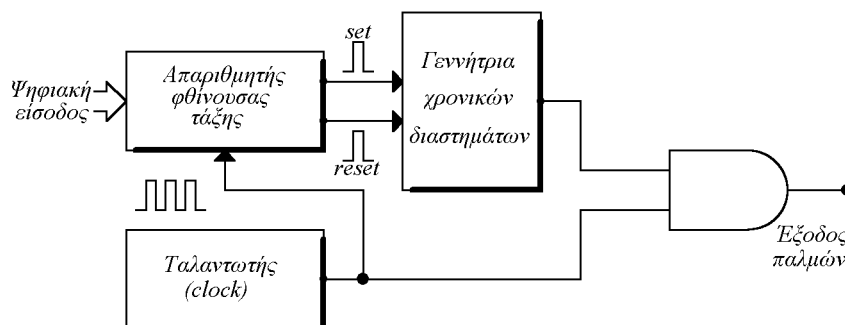 set
Απαριθμητής
φθίνουσας
τάξης
Ψηφιακή
είσοδος
Γεννήτρια
χρονικών
διαστημάτων
reset
Ταλαντωτής
(clock)
Έξοδος
παλμών